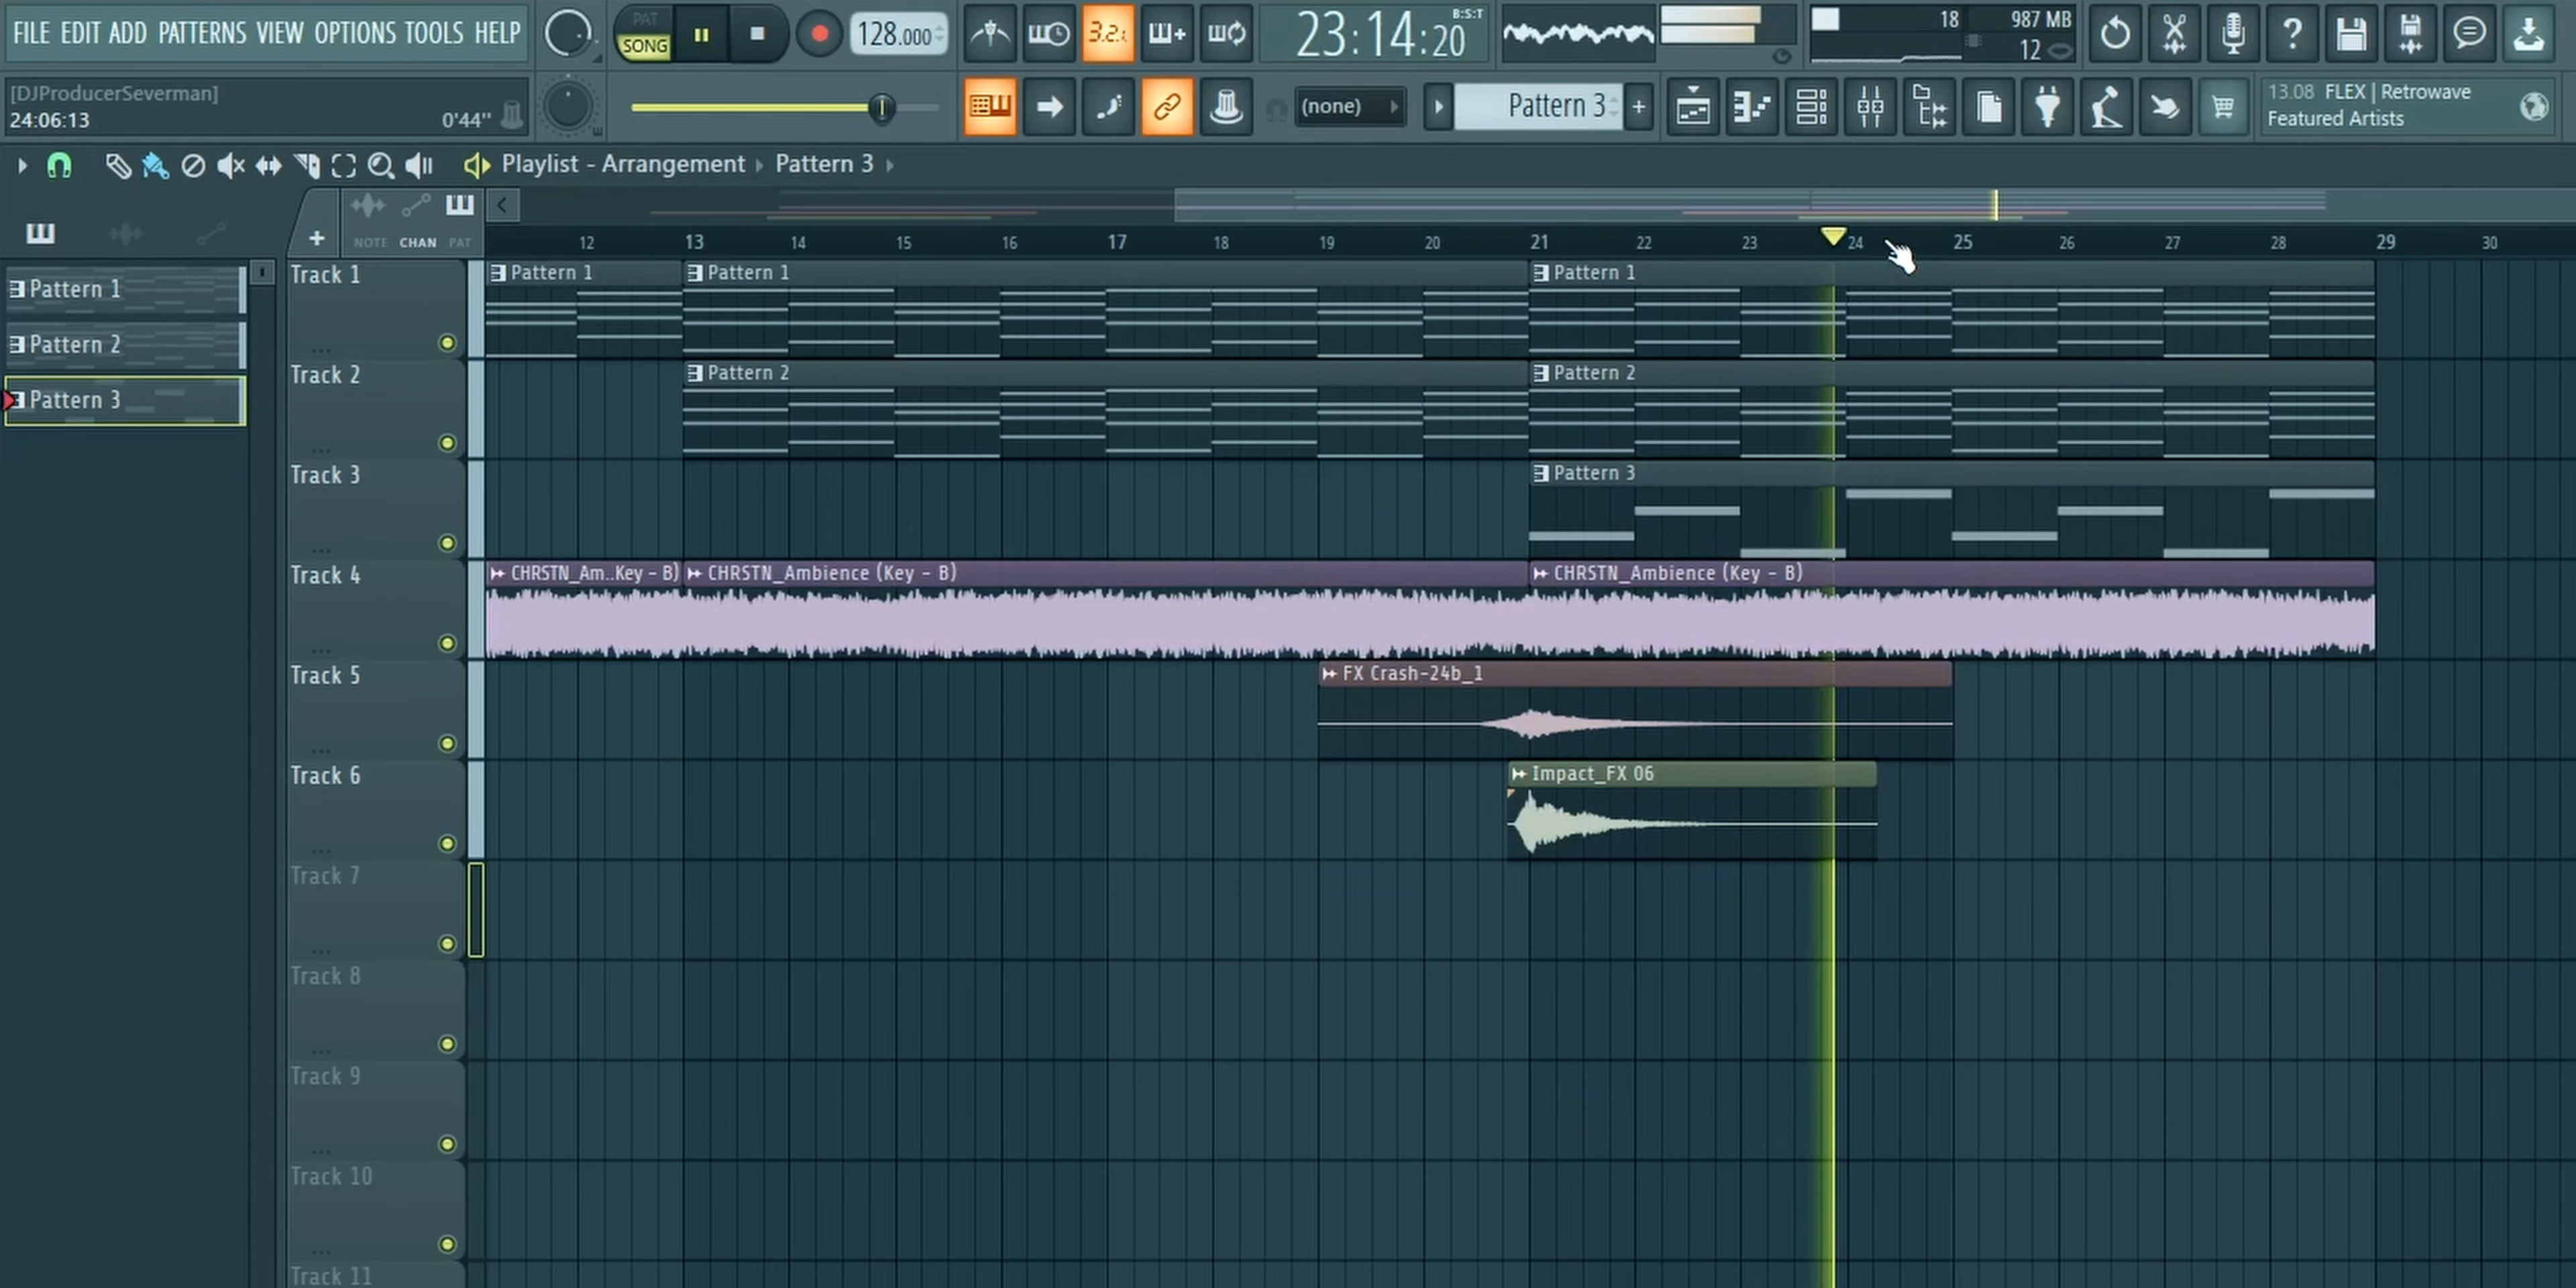 FILE EDIT ADD PATTERNS VIEW OPTIONS TOOLS HELP
PAT
SONG
128.000
3.2.
23:14:20
B:S:T
18
987 MB
12
[DJProducerSeverman]
24:06:13
0'44"
(none)
Pattern 3
+
13.08 FLEX | Retrowave
Featured Artists
Playlist - Arrangement
Pattern 3
+
NOTE CHAN PAT
12 13 14 15 16 17 18 19 20 21 22 23 24 25 26 27 28 29 30
Pattern 1
Pattern 2
Pattern 3
Track 1
Pattern 1
Pattern 1
Pattern 1
Track 2
Pattern 2
Pattern 2
Track 3
Pattern 3
Track 4
CHRSTN_Am..Key - B)
CHRSTN_Ambience (Key - B)
CHRSTN_Ambience (Key - B)
Track 5
FX Crash-24b_1
Track 6
Impact_FX 06
Track 7
Track 8
Track 9
Track 10
Track 11